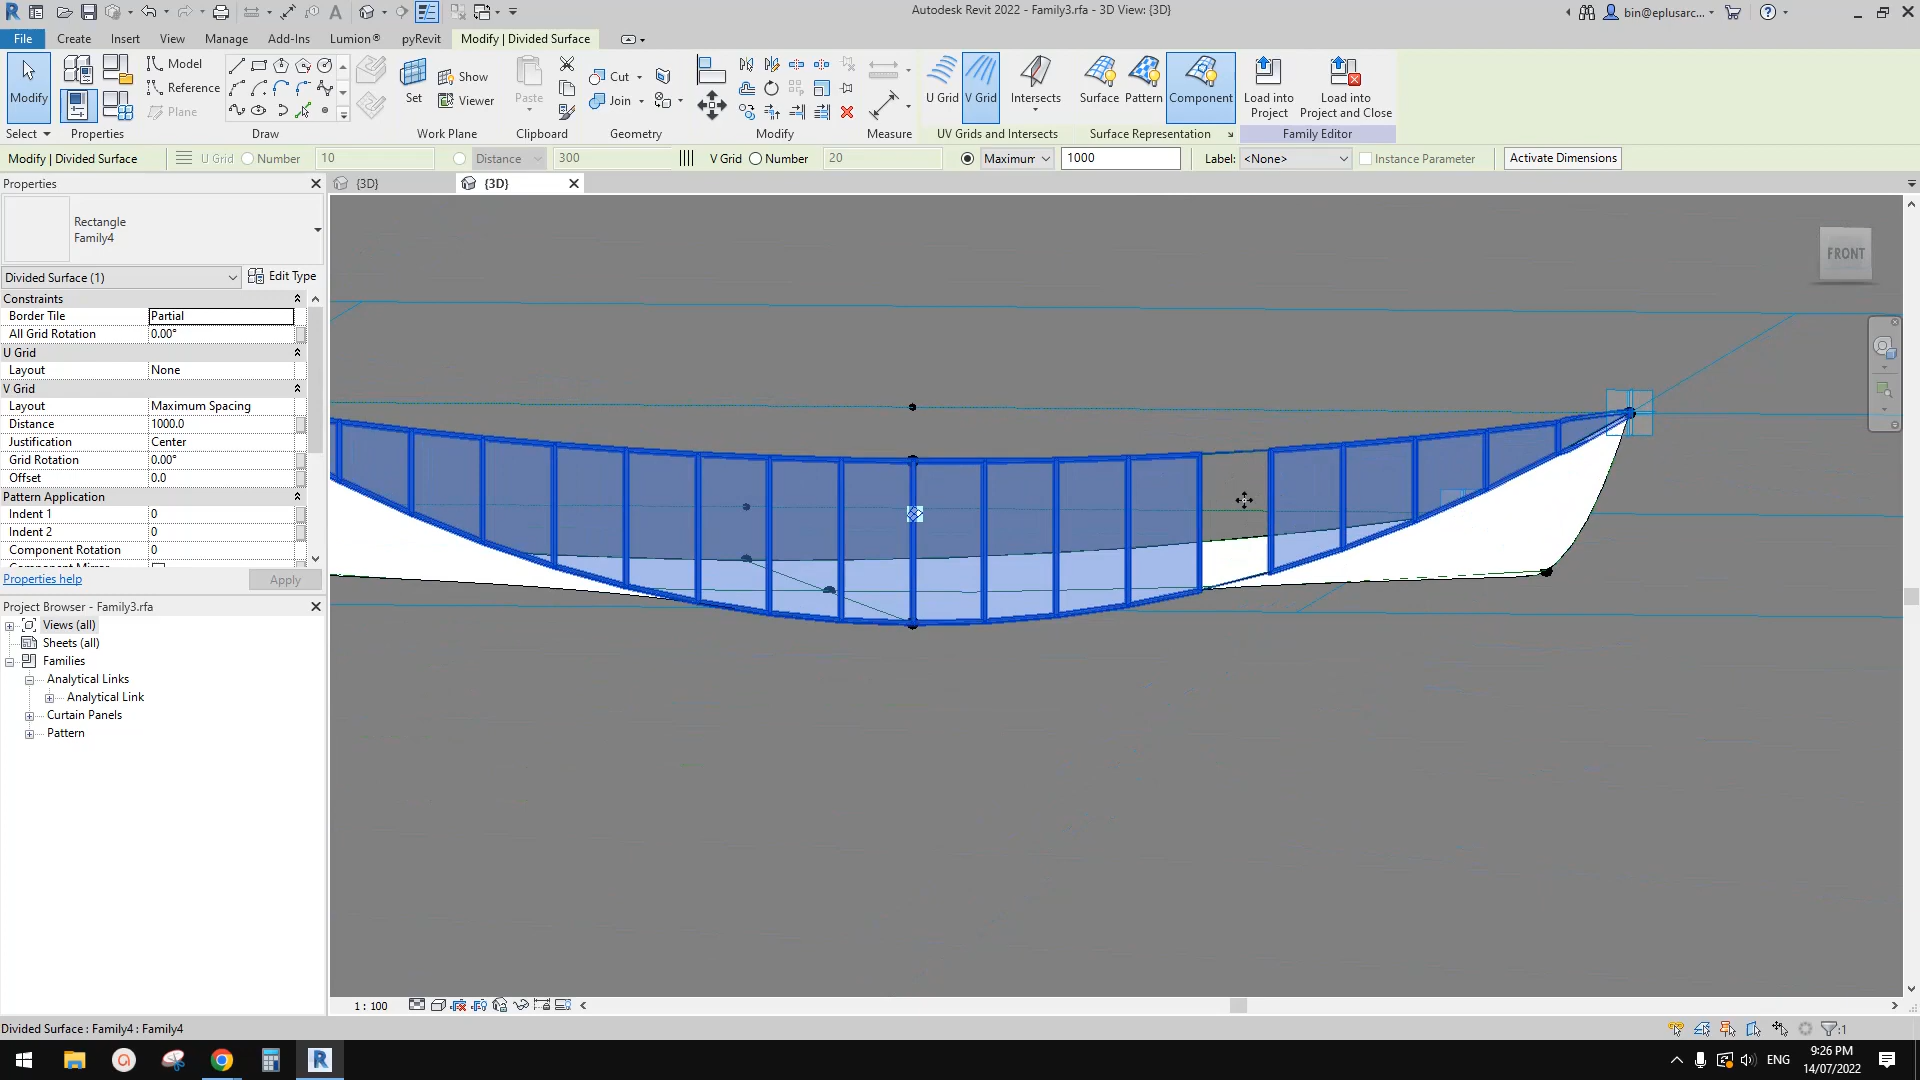 Autodesk Revit 2022 - Family3.rfa - 3D View: {3D}
bin@eplusarc...
File Create Insert View Manage Add-Ins Lumion® pyRevit Modify | Divided Surface
Modify
Model
Reference
Plane
Set
Show
Viewer
Paste
Cut
Join
U Grid V Grid Intersects Surface Pattern Component
Load into Project
Load into Project and Close
Select Properties Draw Work Plane Clipboard Geometry Modify Measure UV Grids and Intersects Surface Representation Family Editor
Modify | Divided Surface U Grid Number 10 Distance 300 V Grid Number 20 Maximum 1000 Label: <None> Instance Parameter Activate Dimensions
Properties
{3D} {3D}
Rectangle
Family4
Divided Surface (1) Edit Type
Constraints
Border Tile Partial
All Grid Rotation 0.00°
U Grid
Layout None
V Grid
Layout Maximum Spacing
Distance 1000.0
Justification Center
Grid Rotation 0.00°
Offset 0.0
Pattern Application
Indent 1 0
Indent 2 0
Component Rotation 0
Properties help Apply
Project Browser - Family3.rfa
Views (all)
Sheets (all)
Families
Analytical Links
Analytical Link
Curtain Panels
Pattern
FRONT
1 : 100
Divided Surface : Family4 : Family4
:1
ENG
9:26 PM
14/07/2022